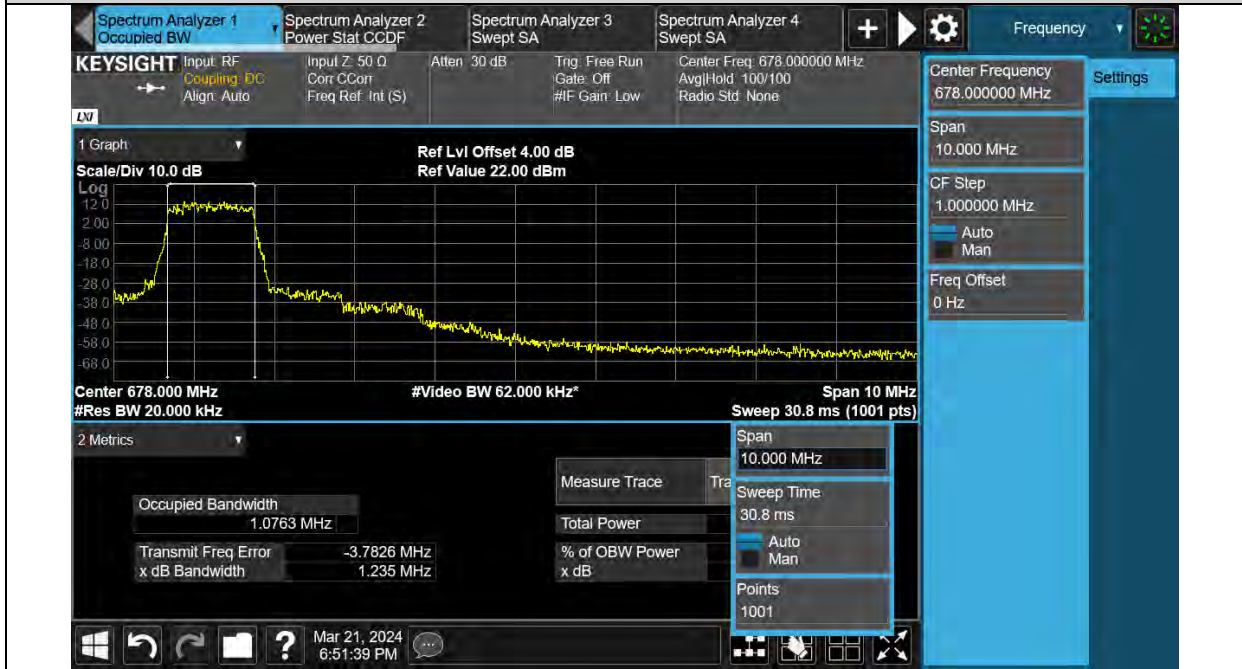 Spectrum Analyzer 1
Occupied BW
Spectrum Analyzer 2
Power Stat CCDF
Spectrum Analyzer 3
Swept SA
Spectrum Analyzer 4
Swept SA
+
Frequency
KEYSIGHT
Input: RF
Coupling: DC
Align: Auto
Input Z: 50 Ω
Corr CCorr
Freq Ref: Int (S)
Atten: 30 dB
Trig: Free Run
Gate: Off
#IF Gain: Low
Center Freq: 678.000000 MHz
Avg|Hold: 100/100
Radio Std: None
LXI
Center Frequency
678.000000 MHz
Settings
Span
10.000 MHz
CF Step
1.000000 MHz
Auto
Man
Freq Offset
0 Hz
1 Graph
Scale/Div 10.0 dB
Ref Lvl Offset 4.00 dB
Ref Value 22.00 dBm
Log
12.0
2.00
-8.00
-18.0
-28.0
-38.0
-48.0
-58.0
-68.0
Center 678.000 MHz
#Video BW 62.000 kHz*
Span 10 MHz
#Res BW 20.000 kHz
Sweep 30.8 ms (1001 pts)
2 Metrics
Occupied Bandwidth
1.0763 MHz
Transmit Freq Error -3.7826 MHz
x dB Bandwidth 1.235 MHz
Measure Trace
Total Power
% of OBW Power
x dB
Span
10.000 MHz
Sweep Time
30.8 ms
Auto
Man
Points
1001
?
Mar 21, 2024
6:51:39 PM